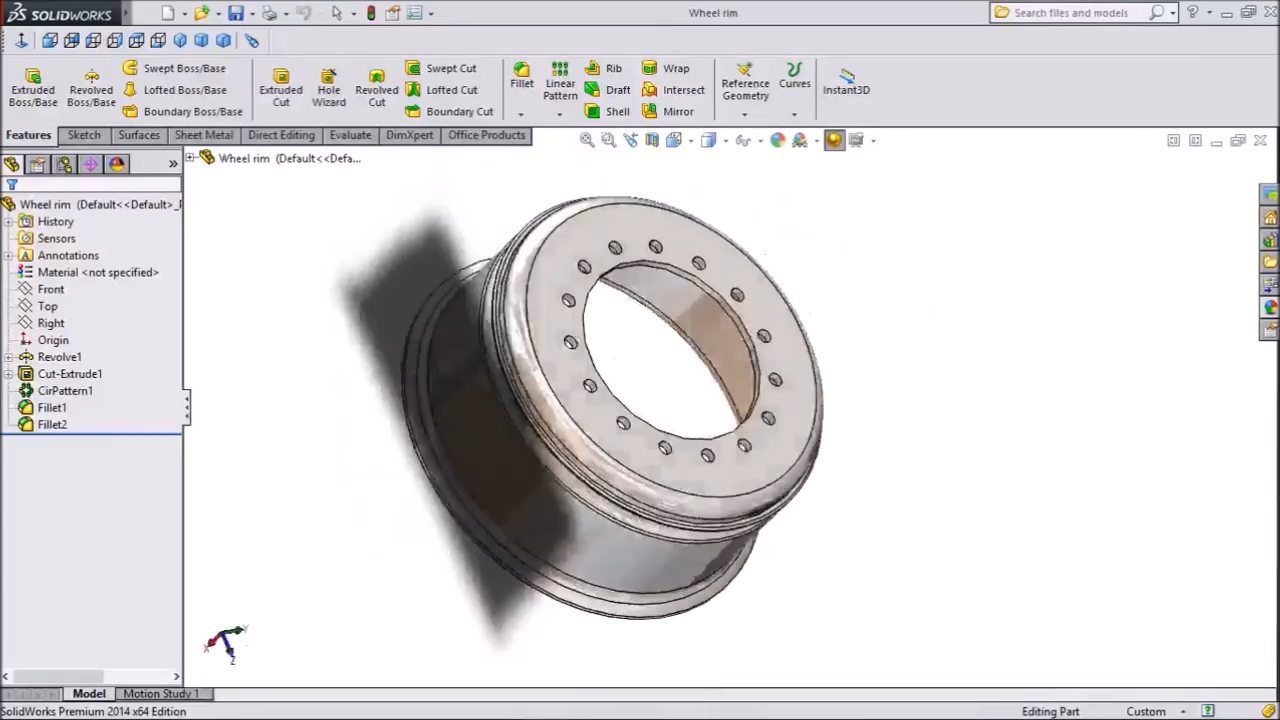 SOLIDWORKS
Wheel rim
Search files and models
Extruded Boss/Base
Revolved Boss/Base
Swept Boss/Base
Lofted Boss/Base
Boundary Boss/Base
Extruded Cut
Hole Wizard
Revolved Cut
Swept Cut
Lofted Cut
Boundary Cut
Fillet
Linear Pattern
Rib
Draft
Shell
Wrap
Intersect
Mirror
Reference Geometry
Curves
Instant3D
Features
Sketch
Surfaces
Sheet Metal
Direct Editing
Evaluate
DimXpert
Office Products
Wheel rim (Default<<Defa...
Wheel rim (Default<<Default>_F
History
Sensors
Annotations
Material <not specified>
Front
Top
Right
Origin
Revolve1
Cut-Extrude1
CirPattern1
Fillet1
Fillet2
X
Y
Z
Model
Motion Study 1
SolidWorks Premium 2014 x64 Edition
Editing Part
Custom